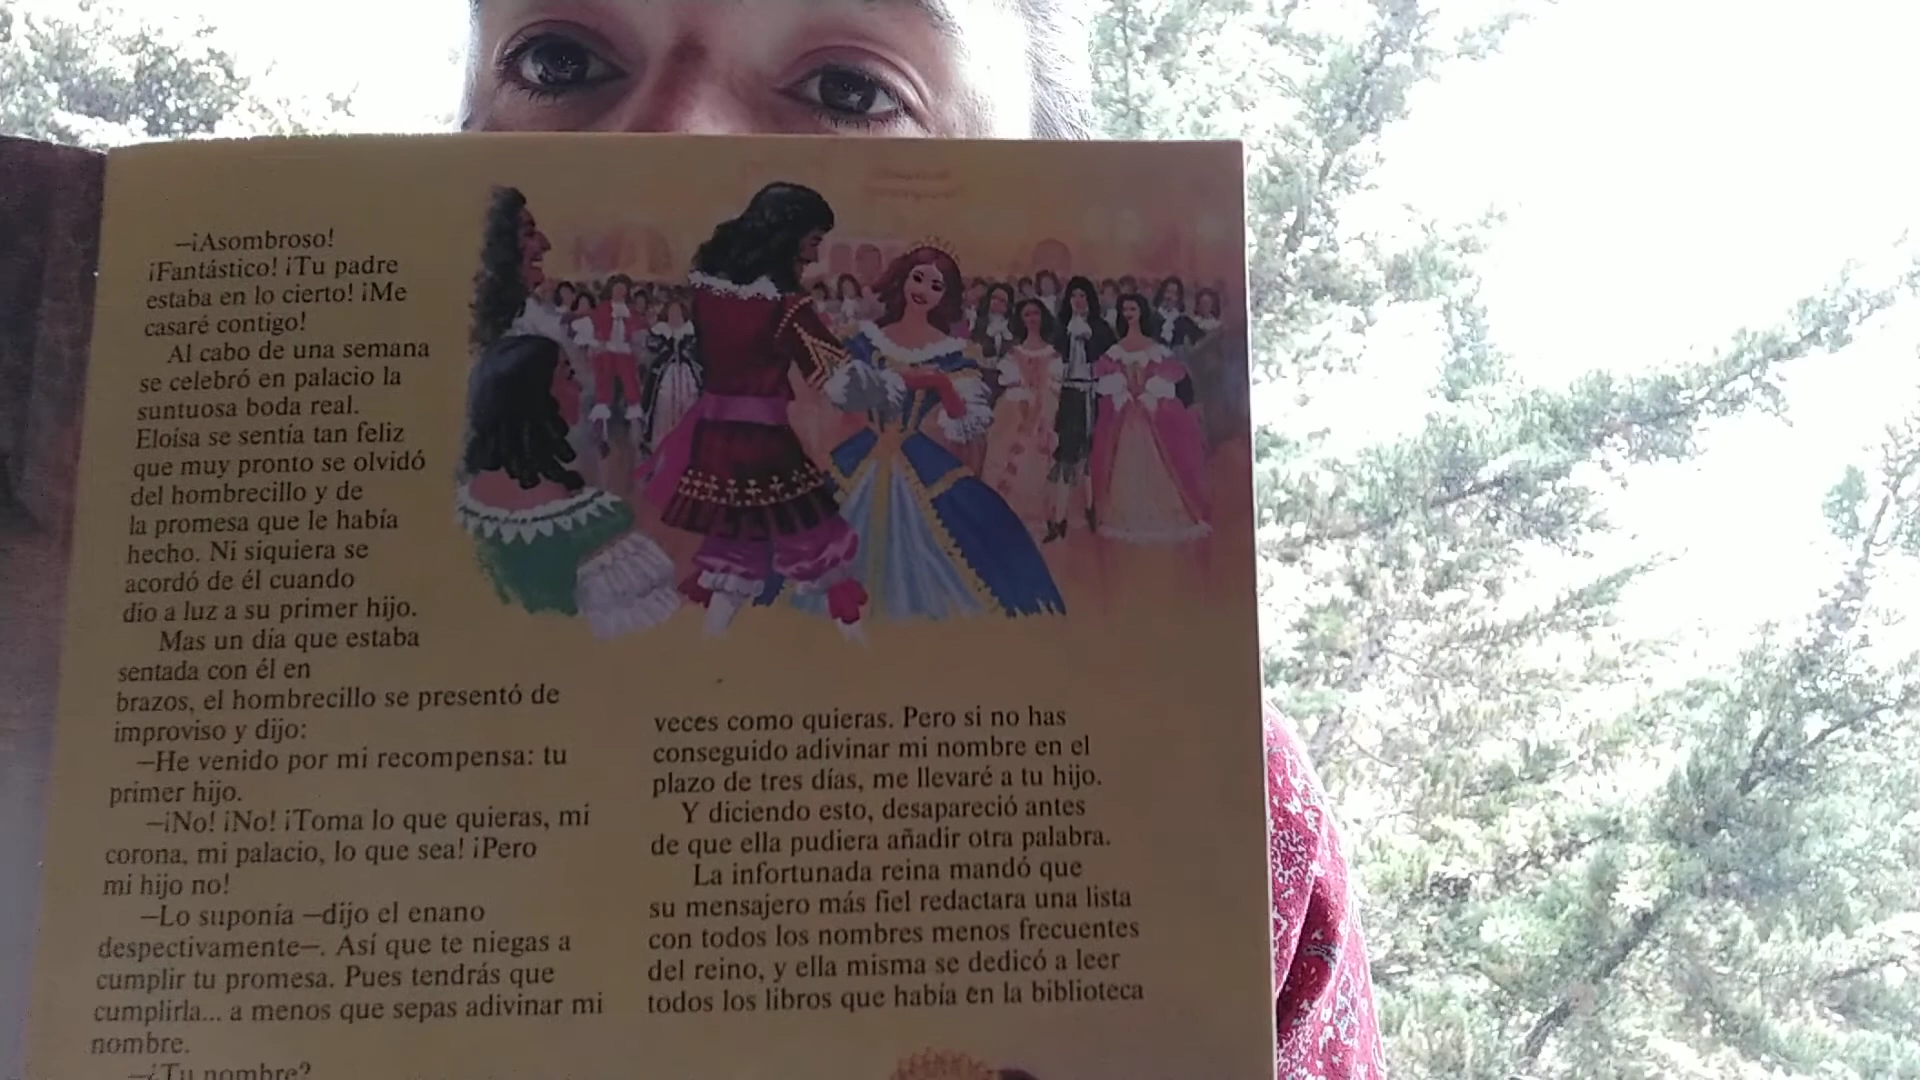 —¡Asombroso!
¡Fantástico! ¡Tu padre
estaba en lo cierto! ¡Me
casaré contigo!
Al cabo de una semana
se celebró en palacio la
suntuosa boda real.
Eloísa se sentía tan feliz
que muy pronto se olvidó
del hombrecillo y de
la promesa que le había
hecho. Ni siquiera se
acordó de él cuando
dio a luz a su primer hijo.
Mas un día que estaba
sentada con él en
brazos, el hombrecillo se presentó de
improviso y dijo:
—He venido por mi recompensa: tu
primer hijo.
—¡No! ¡No! ¡Toma lo que quieras, mi
corona, mi palacio, lo que sea! ¡Pero
mi hijo no!
—Lo suponía —dijo el enano
despectivamente—. Así que te niegas a
cumplir tu promesa. Pues tendrás que
cumplirla... a menos que sepas adivinar mi
nombre.
—¿Tu nombre?
veces como quieras. Pero si no has
conseguido adivinar mi nombre en el
plazo de tres días, me llevaré a tu hijo.
Y diciendo esto, desapareció antes
de que ella pudiera añadir otra palabra.
La infortunada reina mandó que
su mensajero más fiel redactara una lista
con todos los nombres menos frecuentes
del reino, y ella misma se dedicó a leer
todos los libros que había en la biblioteca